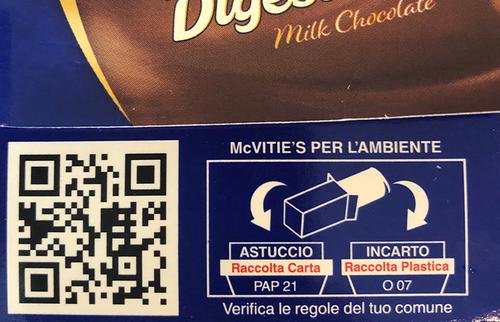 Diges
Milk Chocolate
McVITIE'S PER L'AMBIENTE
ASTUCCIO
Raccolta Carta
PAP 21
INCARTO
Raccolta Plastica
O 07
Verifica le regole del tuo comune